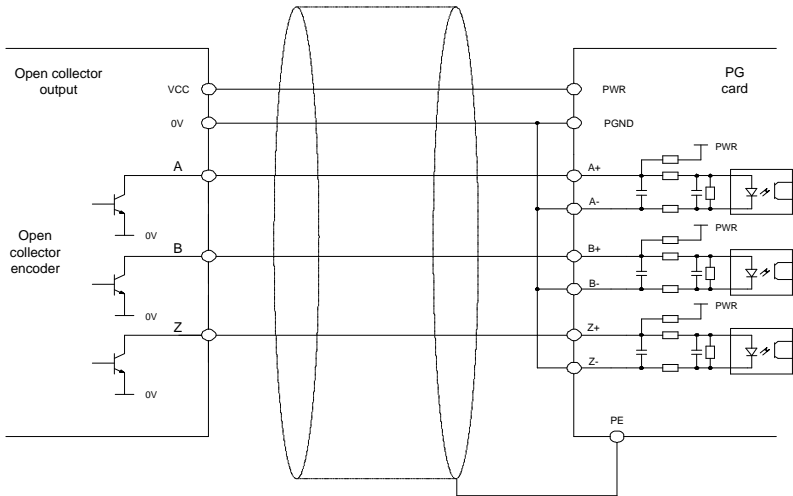 Open collector
output
PG
card
VCC
PWR
0V
PGND
PWR
A
A+
A-
0V
PWR
Open
collector
encoder
B
B+
B-
0V
PWR
Z
Z+
Z-
0V
PE